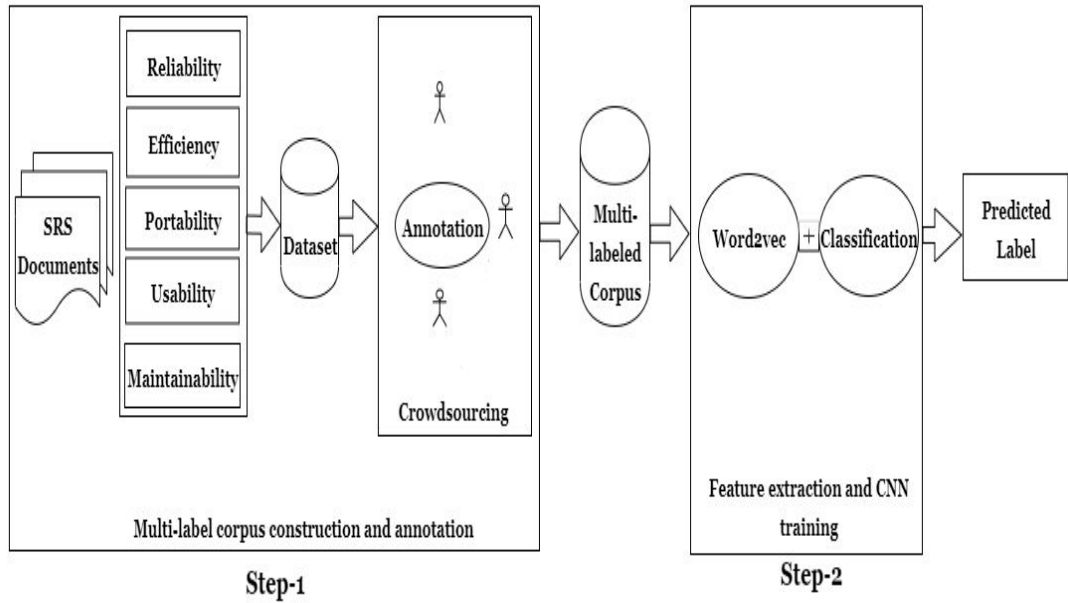 SRS
Documents
Reliability
Efficiency
Portability
Usability
Maintainability
Dataset
Annotation
Crowdsourcing
Multi-label corpus construction and annotation
Step-1
Multi-
labeled
Corpus
Word2vec
+
Classification
Feature extraction and CNN
training
Step-2
Predicted
Label